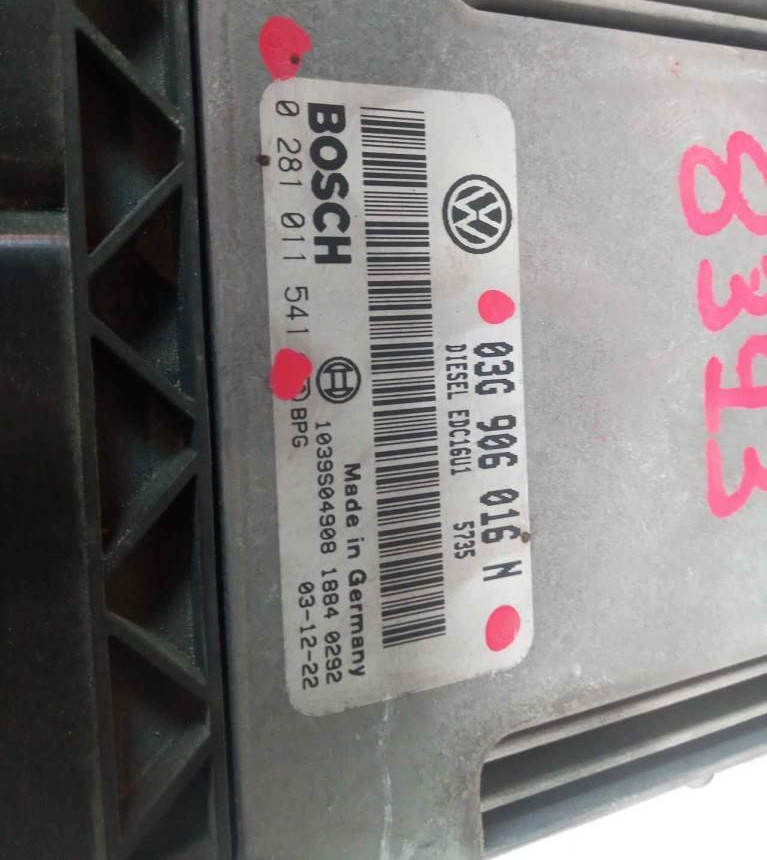 03G 906 016 N
DIESEL EDC16U1 5735
BOSCH
0 281 011 541
BPG
Made in Germany
1039S04908 1884 0292
03-12-22
8393